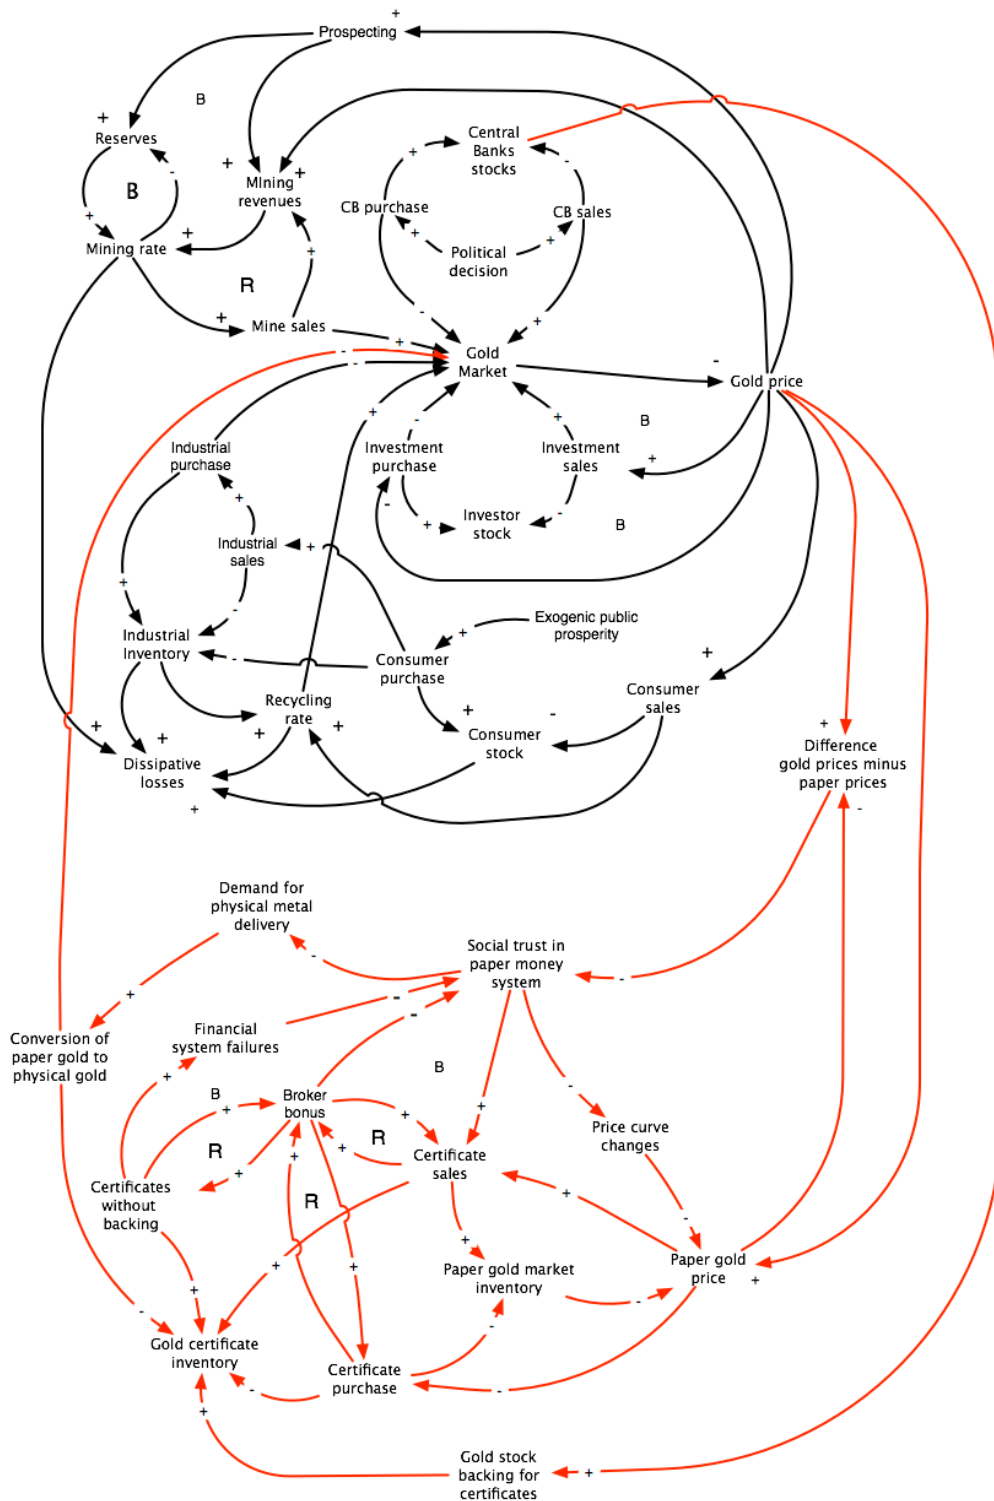 +
Prospecting
B
+
Reserves
Central
Banks
stocks
+
-
+
+
Mining
revenues
-
B
CB purchase
CB sales
+
+
+
+
Mining rate
Political
decision
+
R
-
+
+
Mine sales
+
-
Gold
Market
-
-
Gold price
+
-
+
B
Industrial
purchase
Investment
purchase
Investment
sales
+
-
+
Investor
stock
+
-
B
Industrial
sales
+
+
-
Exogenic public
prosperity
+
Industrial
Inventory
-
Consumer
purchase
+
Consumer
sales
Recycling
rate
+
-
+
+
+
+
Consumer
stock
+
Difference
gold prices minus
paper prices
Dissipative
losses
+
-
Demand for
physical metal
delivery
Social trust in
paper money
system
-
-
+
-
-
Conversion of
paper gold to
physical gold
Financial
system failures
B
+
-
B
+
Broker
bonus
+
+
R
+
R
+
Price curve
changes
Certificate
sales
+
+
Certificates
without
backing
R
+
-
+
+
+
Paper gold market
inventory
Paper gold
price
+
+
-
-
-
Gold certificate
inventory
Certificate
purchase
-
-
+
Gold stock
backing for
certificates
+